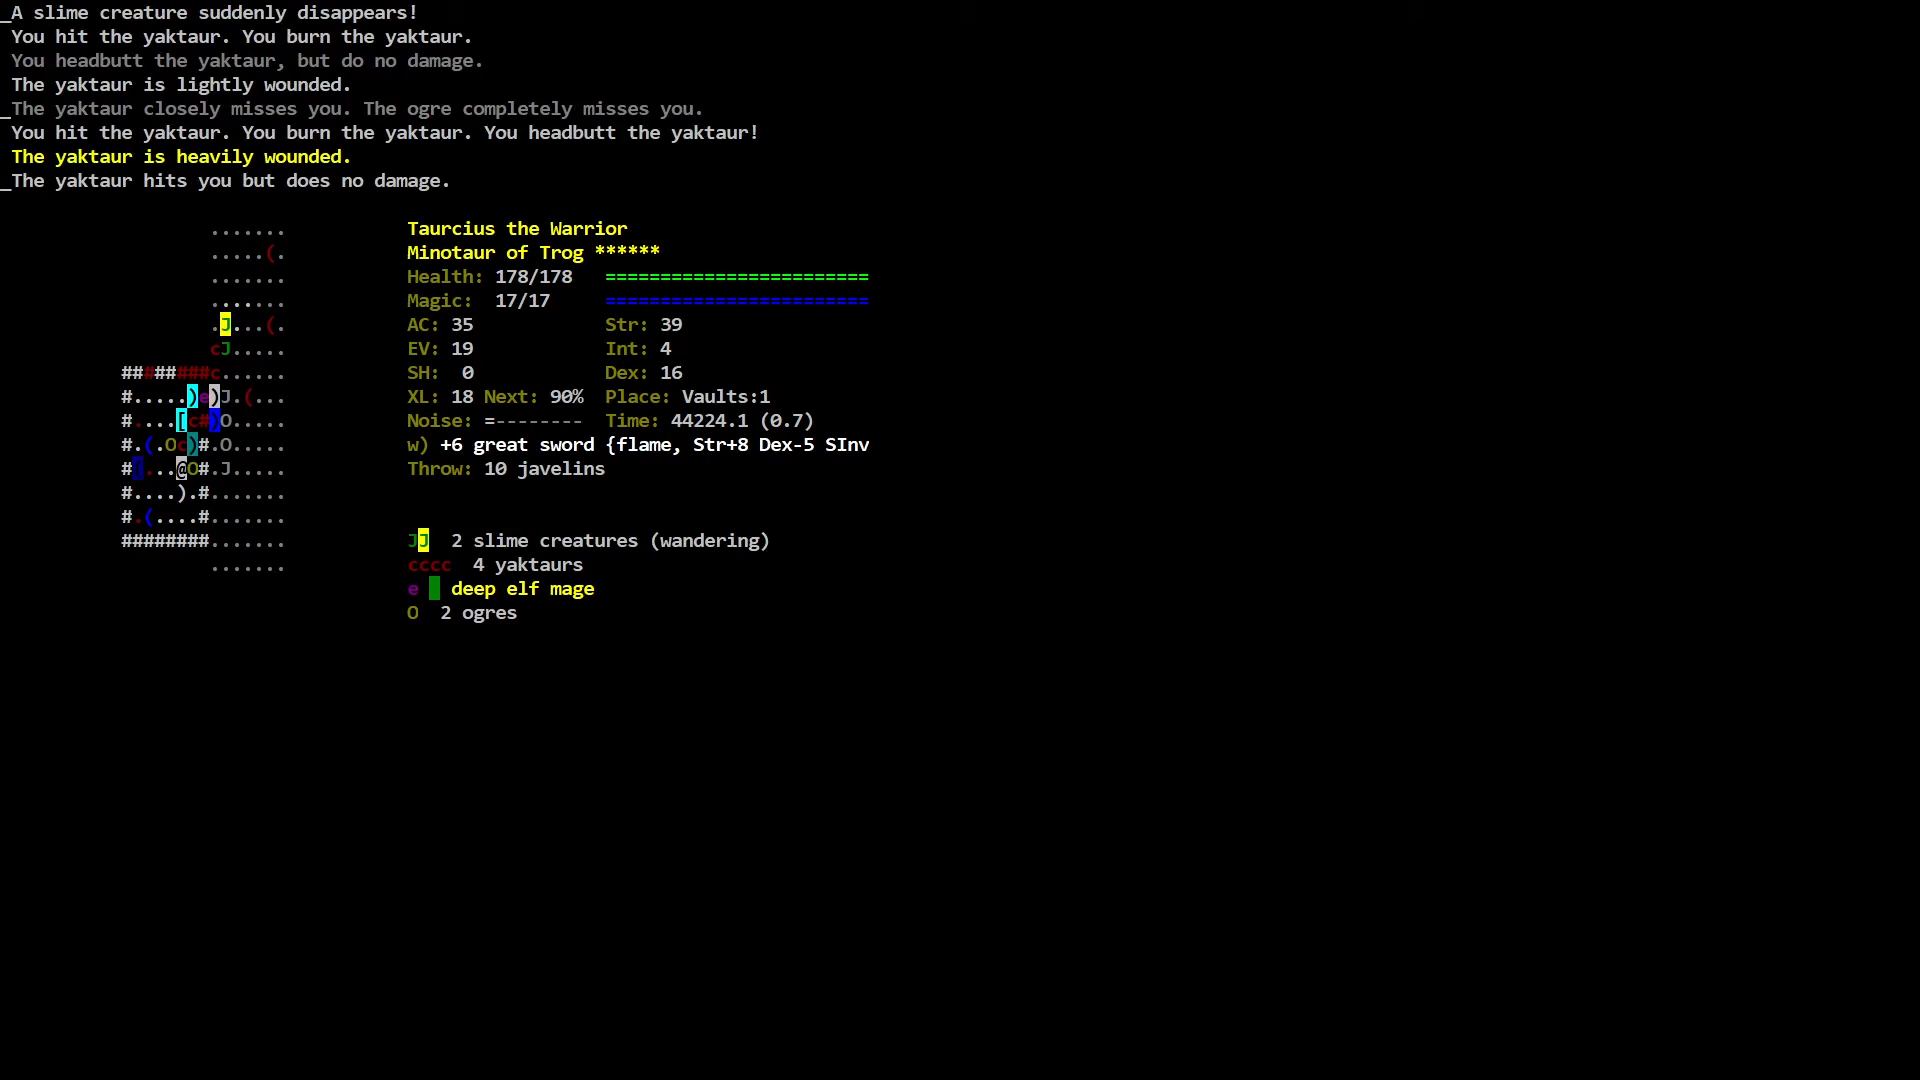 _A slime creature suddenly disappears!
You hit the yaktaur. You burn the yaktaur.
You headbutt the yaktaur, but do no damage.
The yaktaur is lightly wounded.
_The yaktaur closely misses you. The ogre completely misses you.
You hit the yaktaur. You burn the yaktaur. You headbutt the yaktaur!
The yaktaur is heavily wounded.
_The yaktaur hits you but does no damage.
.......
Taurcius the Warrior
.....(.
Minotaur of Trog ******
.......
Health: 178/178 ========================
.......
Magic: 17/17 ========================
.J...(.
AC: 35 Str: 39
cJ.....
EV: 19 Int: 4
########c......
SH: 0 Dex: 16
#.....)e)J.(...
XL: 18 Next: 90% Place: Vaults:1
#....[c#)O.....
Noise: =-------- Time: 44224.1 (0.7)
#.(.Oc)#.O.....
w) +6 great sword {flame, Str+8 Dex-5 SInv
#(...@O#.J.....
Throw: 10 javelins
#....).#.......
#.(....#.......
########.......
JJ 2 slime creatures (wandering)
.......
cccc 4 yaktaurs
e deep elf mage
O 2 ogres